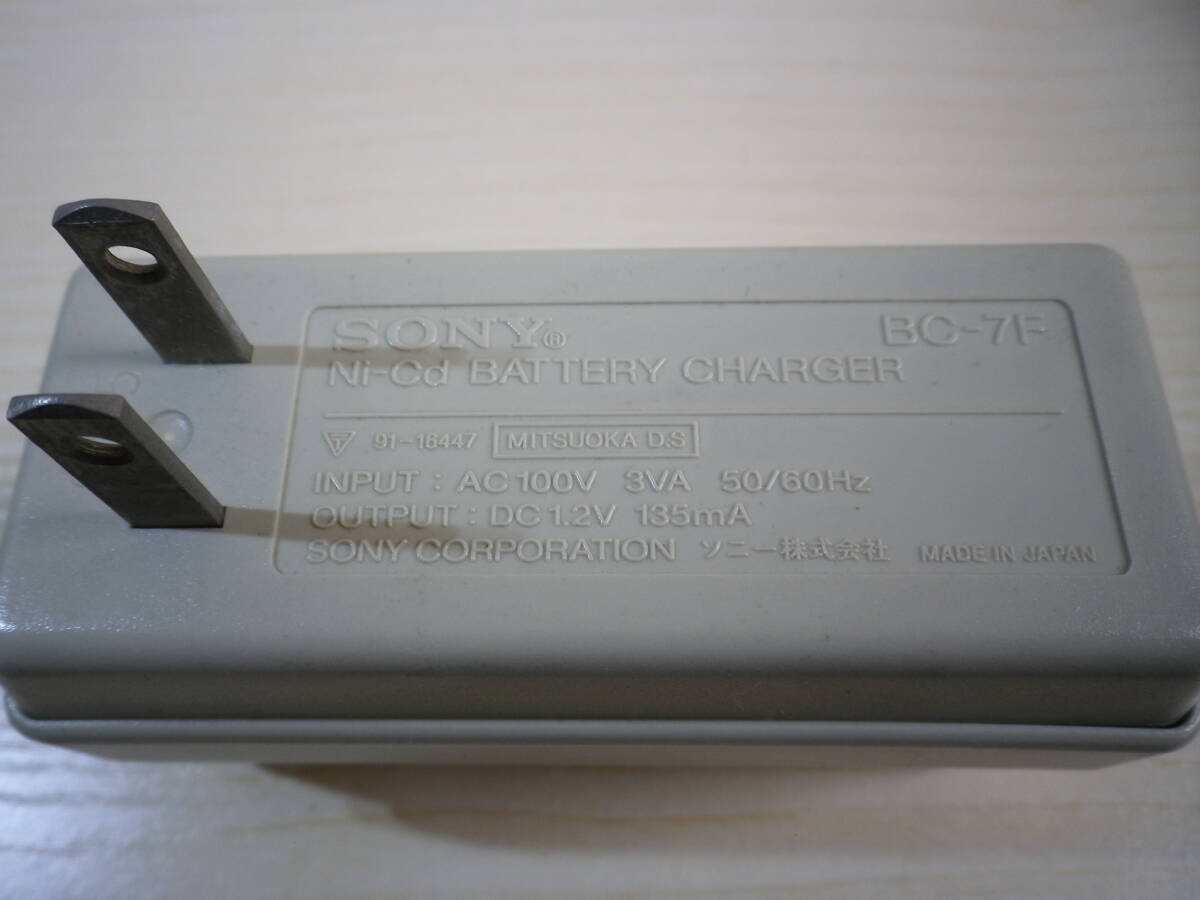 SONY® BC-7F
Ni-Cd BATTERY CHARGER
T 91-16447 MITSUOKA D.S
INPUT : AC 100V 3VA 50/60Hz
OUTPUT : DC 1.2V 135mA
SONY CORPORATION ソニー株式会社 MADE IN JAPAN